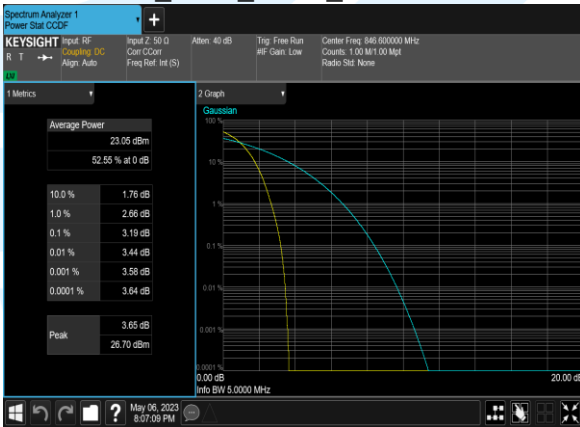 Spectrum Analyzer 1
Power Stat CCDF
+
KEYSIGHT
R T
LXI
Input: RF
Coupling: DC
Align: Auto
Input Z: 50 Ω
Corr CCorr
Freq Ref: Int (S)
Atten: 40 dB
Trig: Free Run
#IF Gain: Low
Center Freq: 846.600000 MHz
Counts: 1.00 M/1.00 Mpt
Radio Std: None
1 Metrics
Average Power
23.05 dBm
52.55 % at 0 dB
10.0 % 1.76 dB
1.0 % 2.66 dB
0.1 % 3.19 dB
0.01 % 3.44 dB
0.001 % 3.58 dB
0.0001 % 3.64 dB
Peak
3.65 dB
26.70 dBm
2 Graph
Gaussian
100 %
10 %
1 %
0.1 %
0.01 %
0.001 %
0.0001 %
0.00 dB
20.00 dB
Info BW 5.0000 MHz
?
May 06, 2023
8:07:09 PM